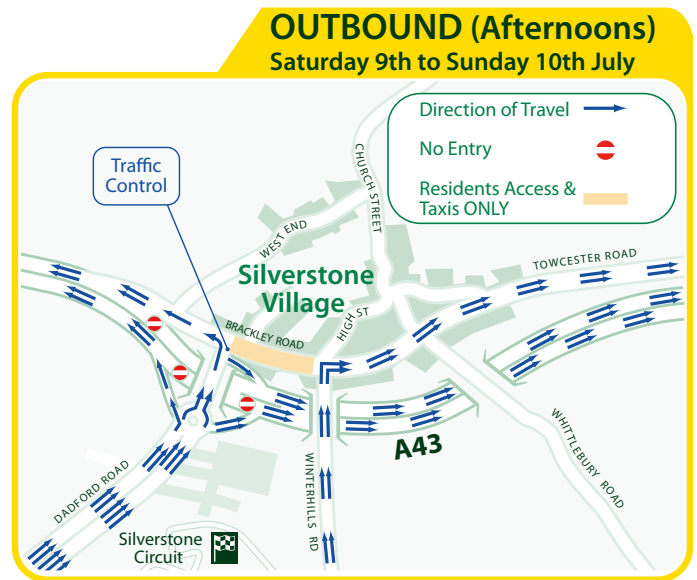 OUTBOUND (Afternoons)
Saturday 9th to Sunday 10th July
Direction of Travel
No Entry
Residents Access &
Taxis ONLY
Traffic
Control
CHURCH STREET
WEST END
Silverstone
Village
TOWCESTER ROAD
HIGH ST
BRACKLEY ROAD
A43
WHITTLEBURY ROAD
DADFORD ROAD
WINTERHILLS RD
Silverstone
Circuit